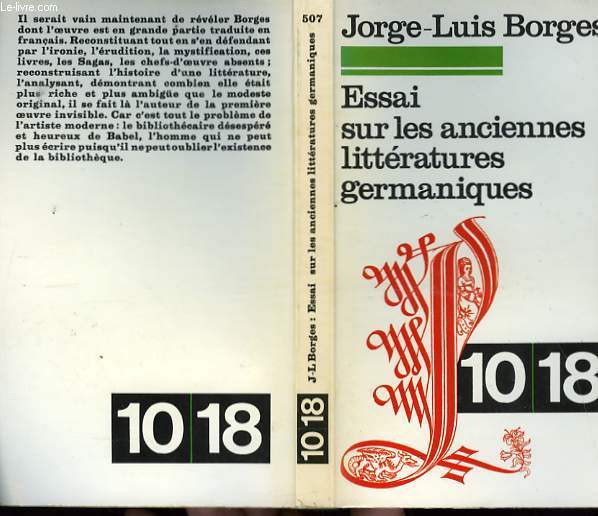 Le-livre.com
Il serait vain maintenant de révéler Borges
dont l'œuvre est en grande partie traduite en
français. Reconstituant tout en s'en défendant
par l'ironie, l'érudition, la mystification, ces
livres, les Sagas, les chefs-d'œuvre absents;
reconstruisant l'histoire d'une littérature,
l'analysant, démontrant combien elle était
plus riche et plus ambigüe que le modeste
original, il se fait là l'auteur de la première
œuvre invisible. Car c'est tout le problème de
l'artiste moderne: le bibliothécaire désespéré
et heureux de Babel, l'homme qui ne peut
plus écrire puisqu'il ne peut oublier l'existence
de la bibliothèque.
10 18
507
J-L Borges: Essai sur les anciennes littératures germaniques
10 18
Jorge-Luis Borges
Essai
sur les anciennes
littératures
germaniques
10 18